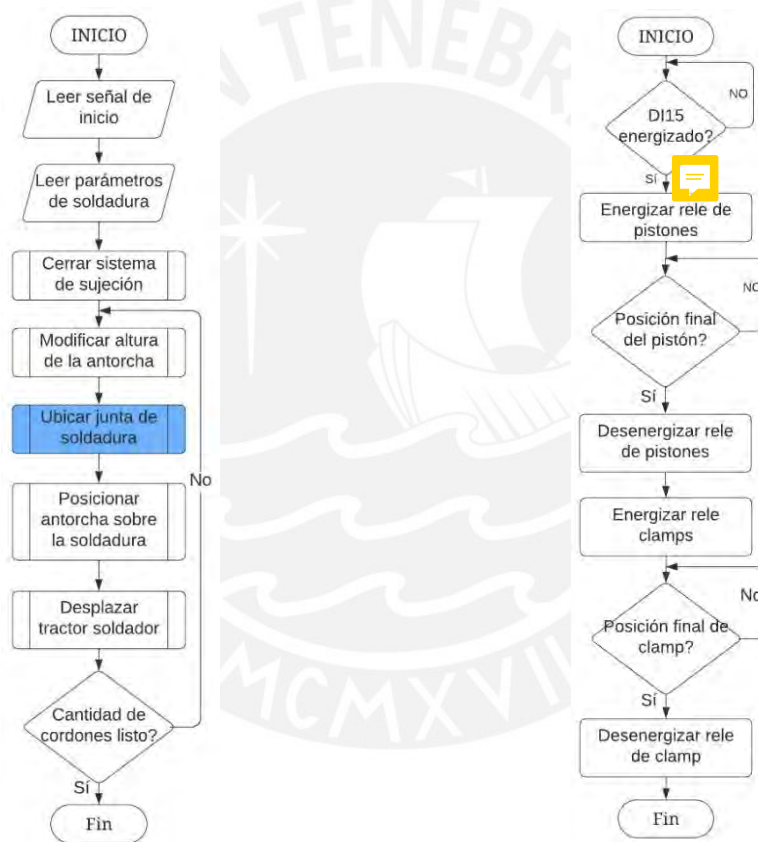 INICIO
Leer señal de
inicio
Leer parámetros
de soldadura
Cerrar sistema
de sujeción
Modificar altura
de la antorcha
Ubicar junta de
soldadura
No
Posicionar
antorcha sobre
la soldadura
Desplazar
tractor soldador
Cantidad de
cordones listo?
Sí
Fin
INICIO
NO
DI15
energizado?
Sí
Energizar rele de
pistones
NO
Posición final
del pistón?
Sí
Desenergizar rele
de pistones
Energizar rele
clamps
No
Posición final de
clamp?
Sí
Desenergizar rele
de clamp
Fin
TENEBR
MCMXVII